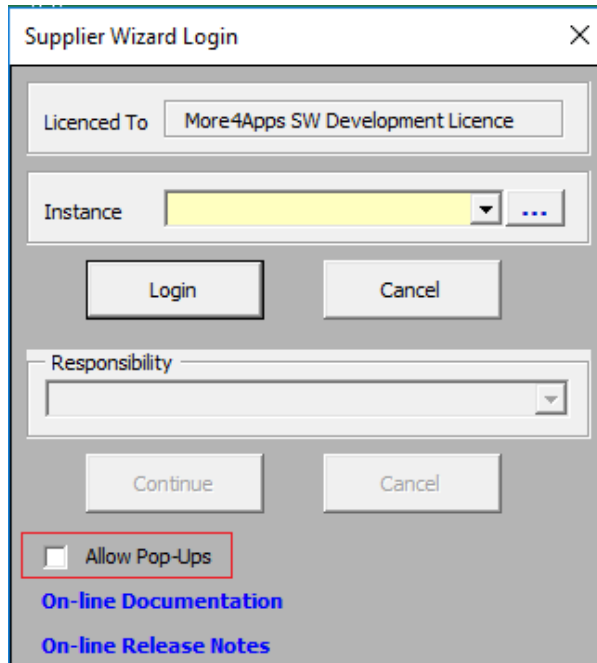 Supplier Wizard Login
Licenced To More4Apps SW Development Licence
Instance ...
Login Cancel
Responsibility
Continue Cancel
Allow Pop-Ups
On-line Documentation
On-line Release Notes